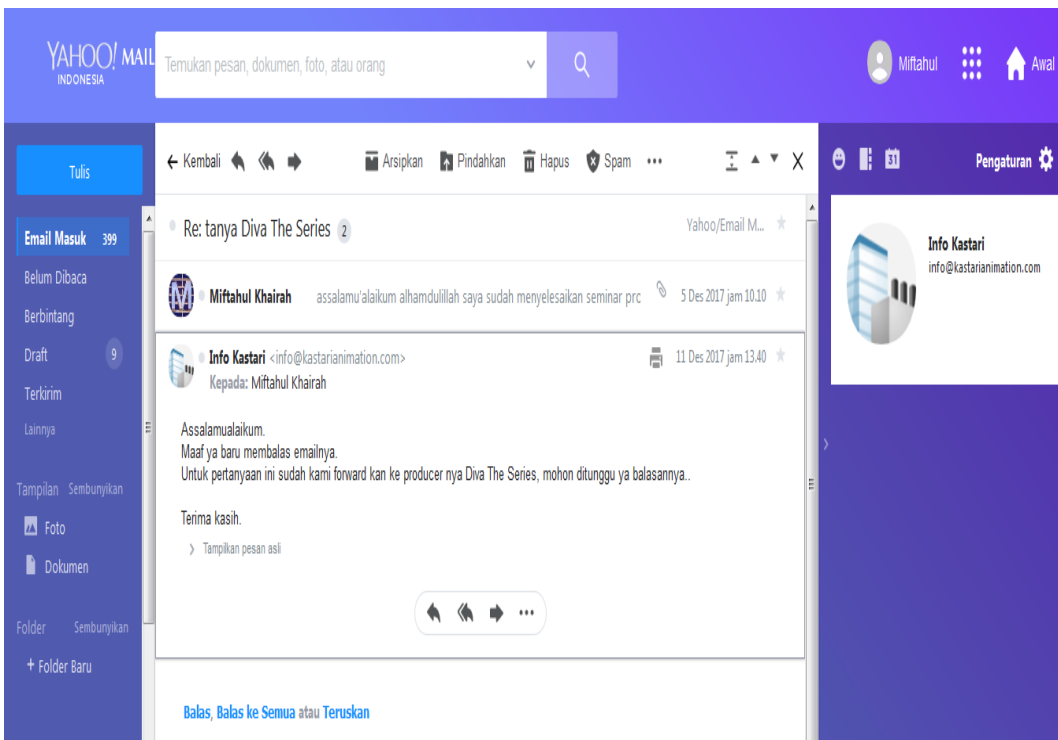 YAHOO! MAIL
INDONESIA
Temukan pesan, dokumen, foto, atau orang
Miftahul
Awal
Tulis
Kembali
Arsipkan
Pindahkan
Hapus
Spam
31
Pengaturan
Email Masuk 399
Belum Dibaca
Berbintang
Draft 9
Terkirim
Lainnya
Tampilan Sembunyikan
Foto
Dokumen
Folder Sembunyikan
+ Folder Baru
Re: tanya Diva The Series 2
Yahoo/Email M...
Miftahul Khairah assalamu'alaikum alhamdulillah saya sudah menyelesaikan seminar prc 5 Des 2017 jam 10.10
Info Kastari <info@kastarianimation.com> 11 Des 2017 jam 13.40
Kepada: Miftahul Khairah
Assalamualaikum.
Maaf ya baru membalas emailnya.
Untuk pertanyaan ini sudah kami forward kan ke producer nya Diva The Series, mohon ditunggu ya balasannya..
Terima kasih.
Tampilkan pesan asli
Balas, Balas ke Semua atau Teruskan
Info Kastari
info@kastarianimation.com